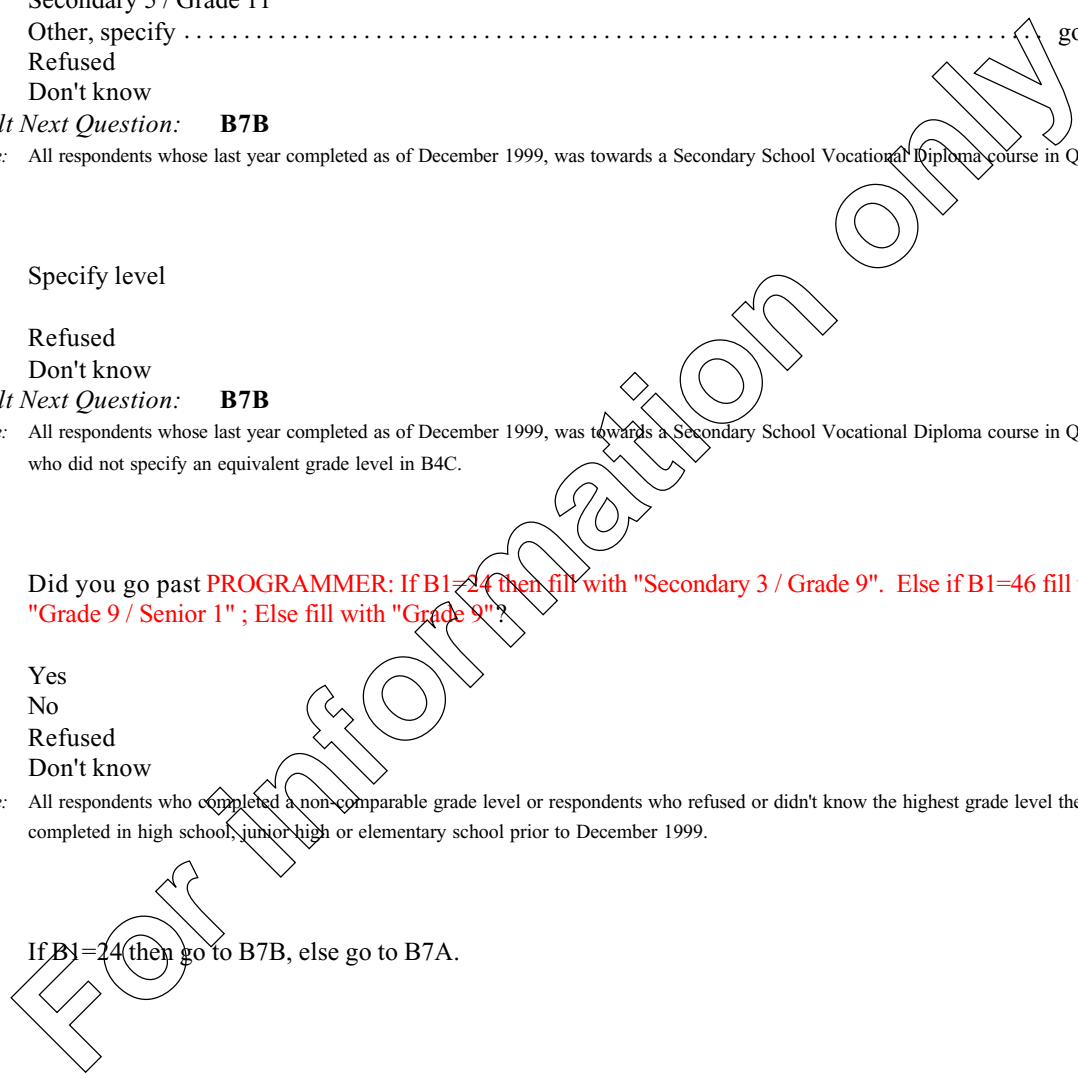 Secondary 5 / Grade 11
Other, specify ........................................................................ go
Refused
Don't know
lt Next Question: B7B
e: All respondents whose last year completed as of December 1999, was towards a Secondary School Vocational Diploma course in Q
Specify level
Refused
Don't know
lt Next Question: B7B
e: All respondents whose last year completed as of December 1999, was towards a Secondary School Vocational Diploma course in Q
who did not specify an equivalent grade level in B4C.
Did you go past PROGRAMMER: If B1=24 then fill with "Secondary 3 / Grade 9". Else if B1=46 fill
"Grade 9 / Senior 1" ; Else fill with "Grade 9"?
Yes
No
Refused
Don't know
e: All respondents who completed a non-comparable grade level or respondents who refused or didn't know the highest grade level the
completed in high school, junior high or elementary school prior to December 1999.
If B1=24 then go to B7B, else go to B7A.
For information only